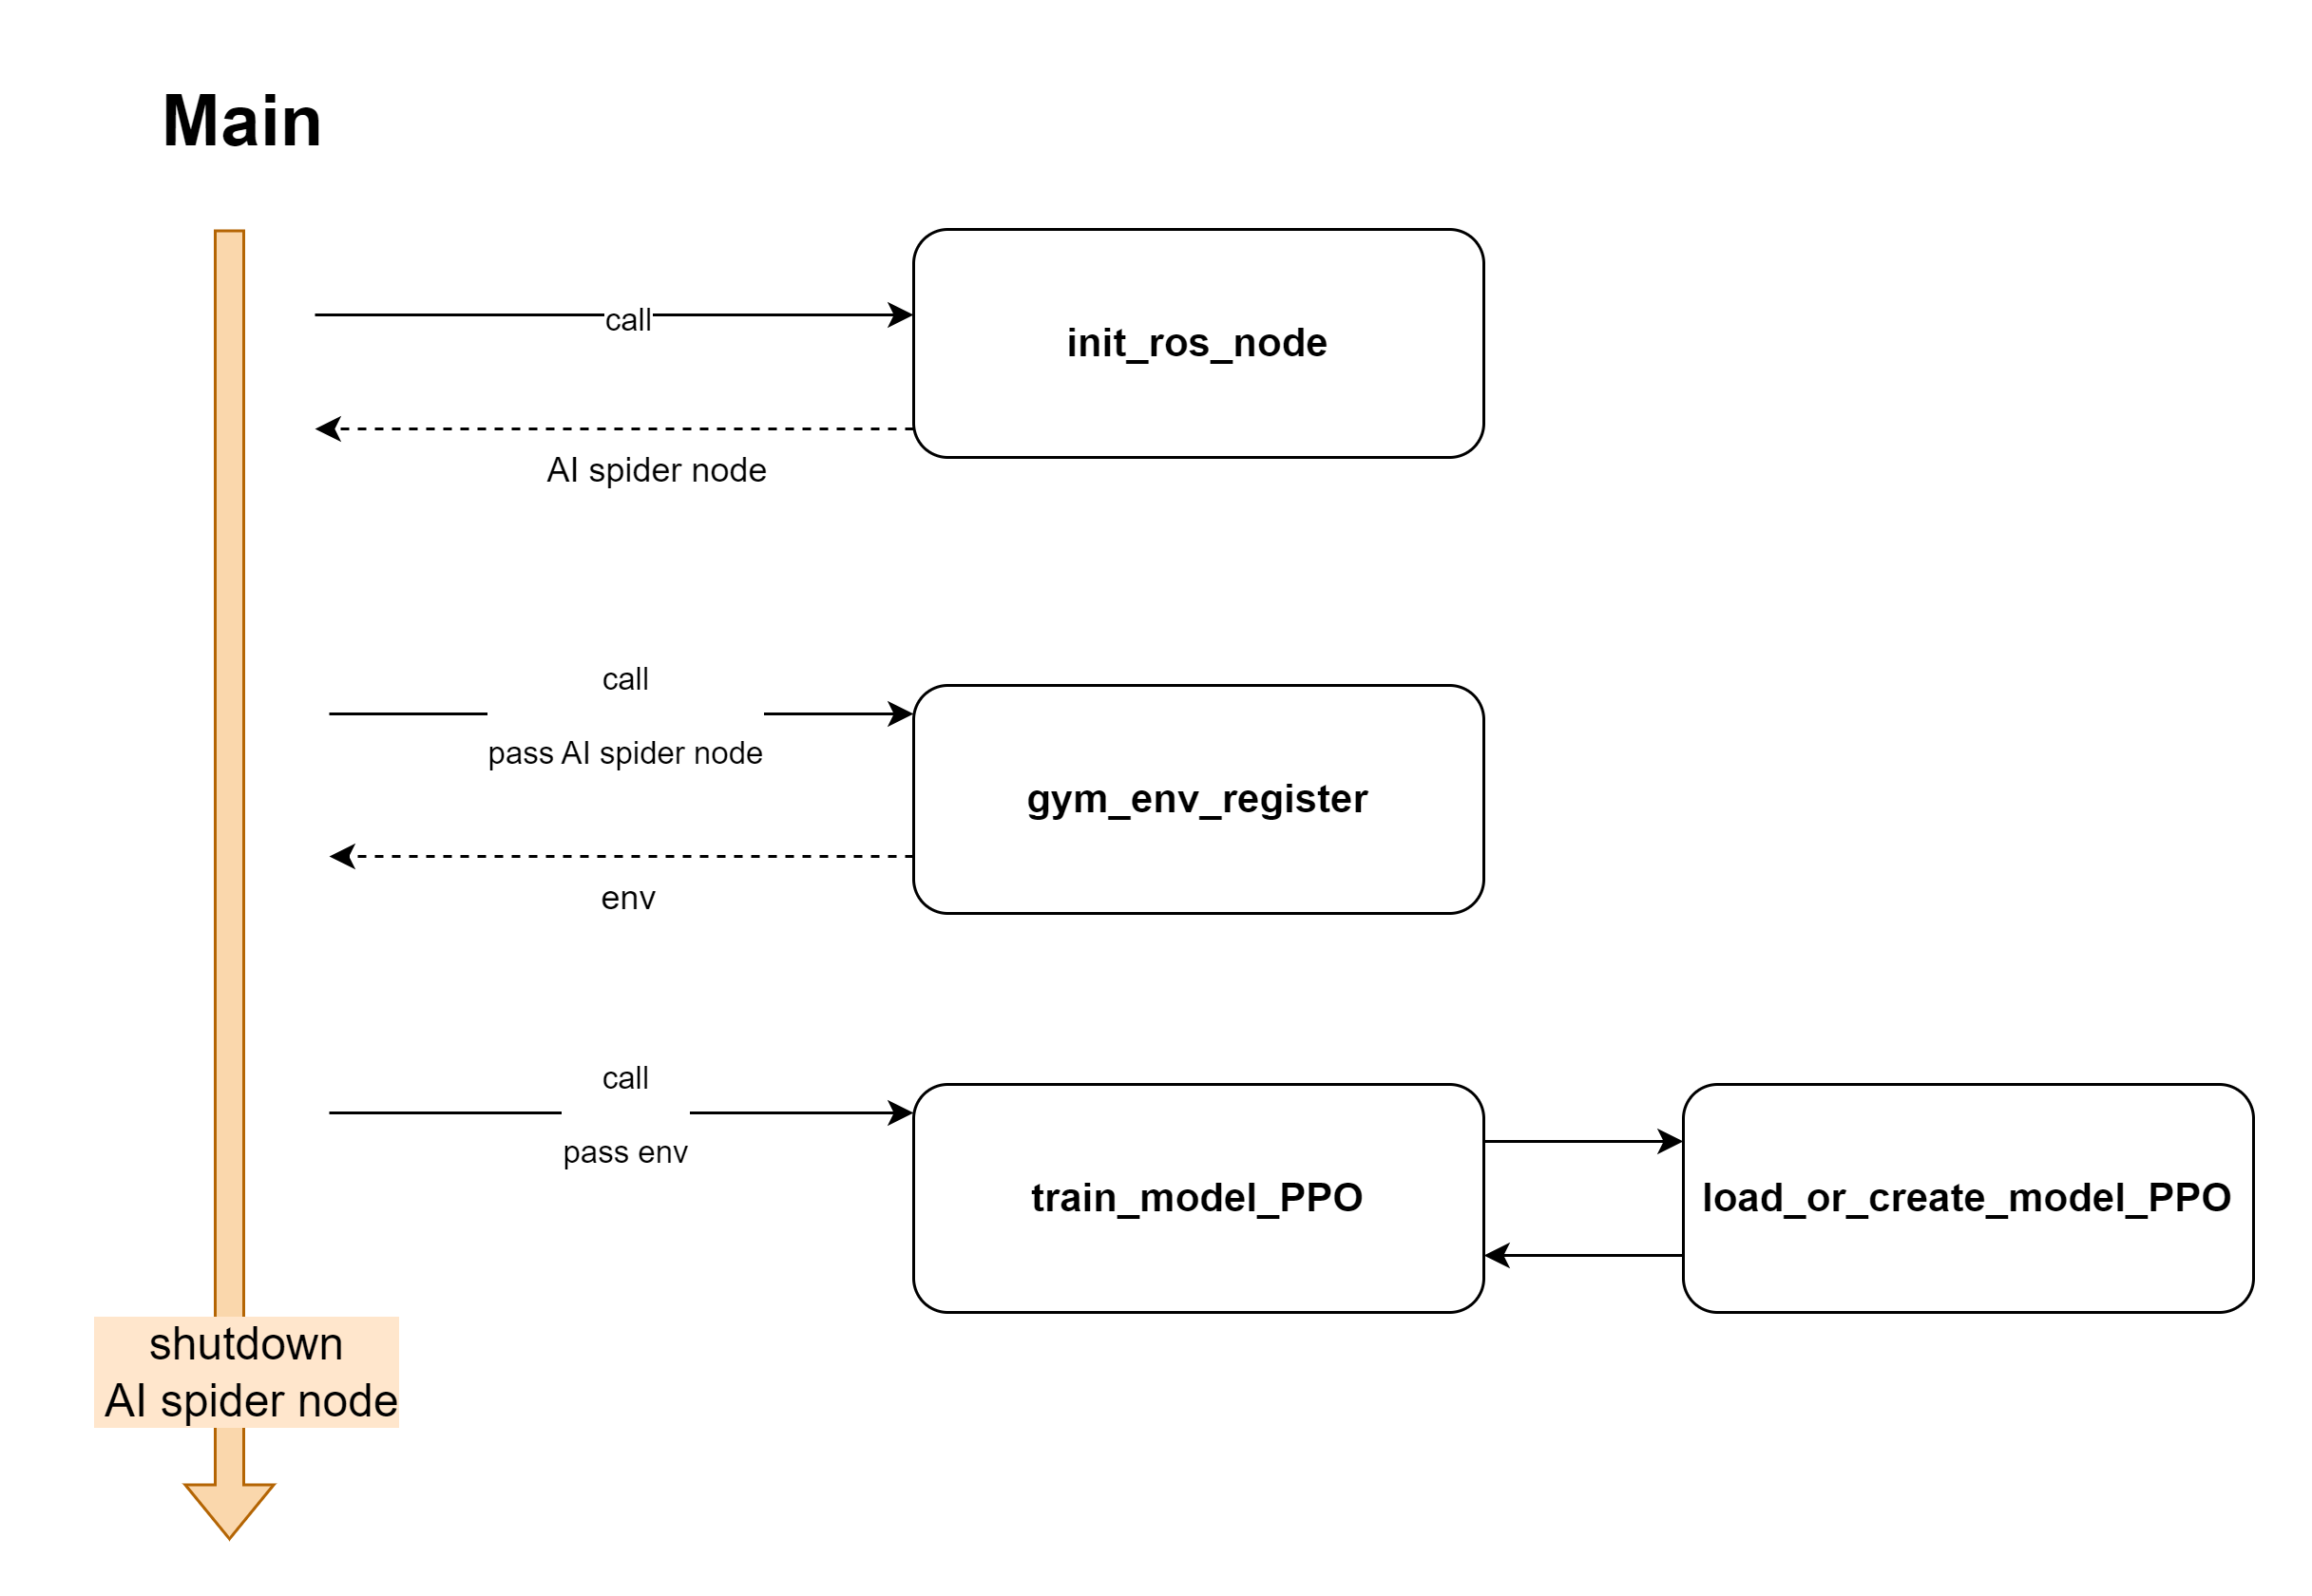 Main
call
init_ros_node
AI spider node
call
pass AI spider node
gym_env_register
env
call
pass env
train_model_PPO
load_or_create_model_PPO
shutdown
AI spider node